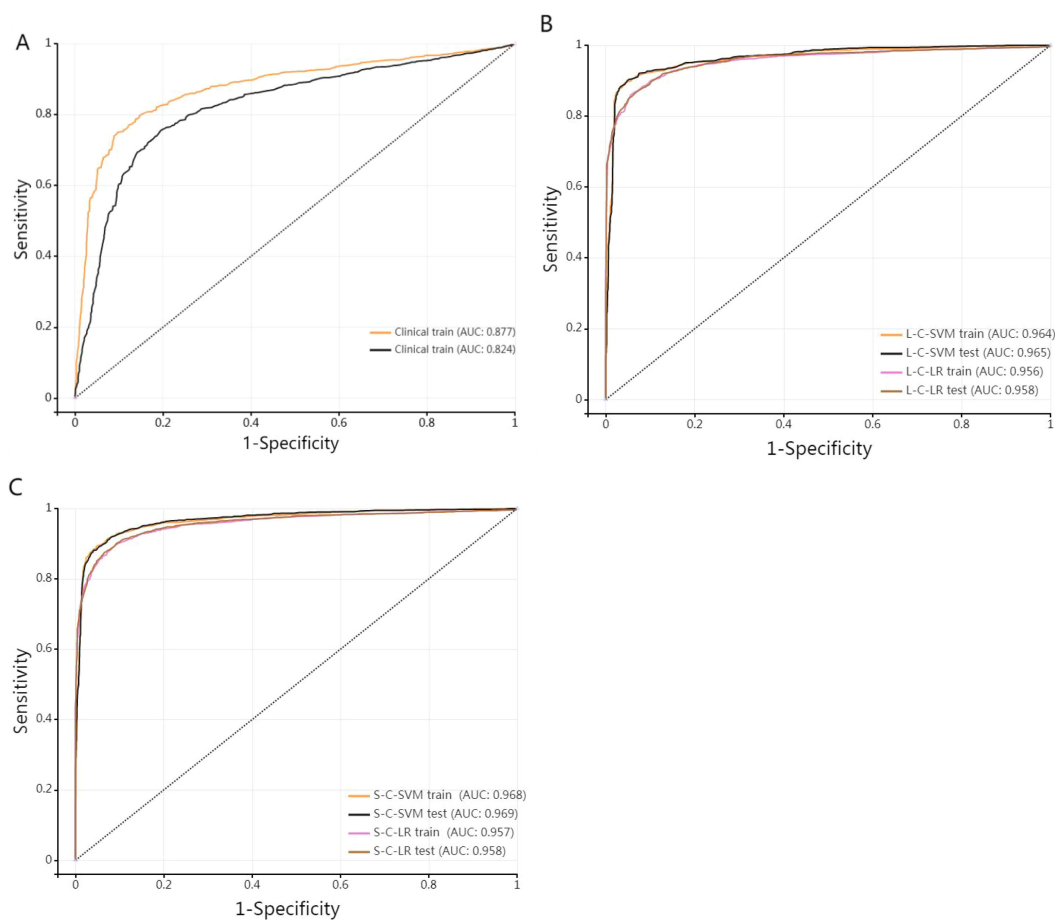 A
1
0.8
0.6
0.4
0.2
0
Sensitivity
Clinical train (AUC: 0.877)
Clinical train (AUC: 0.824)
0 0.2 0.4 0.6 0.8 1
1-Specificity
B
1
0.8
0.6
0.4
0.2
0
Sensitivity
L-C-SVM train (AUC: 0.964)
L-C-SVM test (AUC: 0.965)
L-C-LR train (AUC: 0.956)
L-C-LR test (AUC: 0.958)
0 0.2 0.4 0.6 0.8 1
1-Specificity
C
1
0.8
0.6
0.4
0.2
0
Sensitivity
S-C-SVM train (AUC: 0.968)
S-C-SVM test (AUC: 0.969)
S-C-LR train (AUC: 0.957)
S-C-LR test (AUC: 0.958)
0 0.2 0.4 0.6 0.8 1
1-Specificity